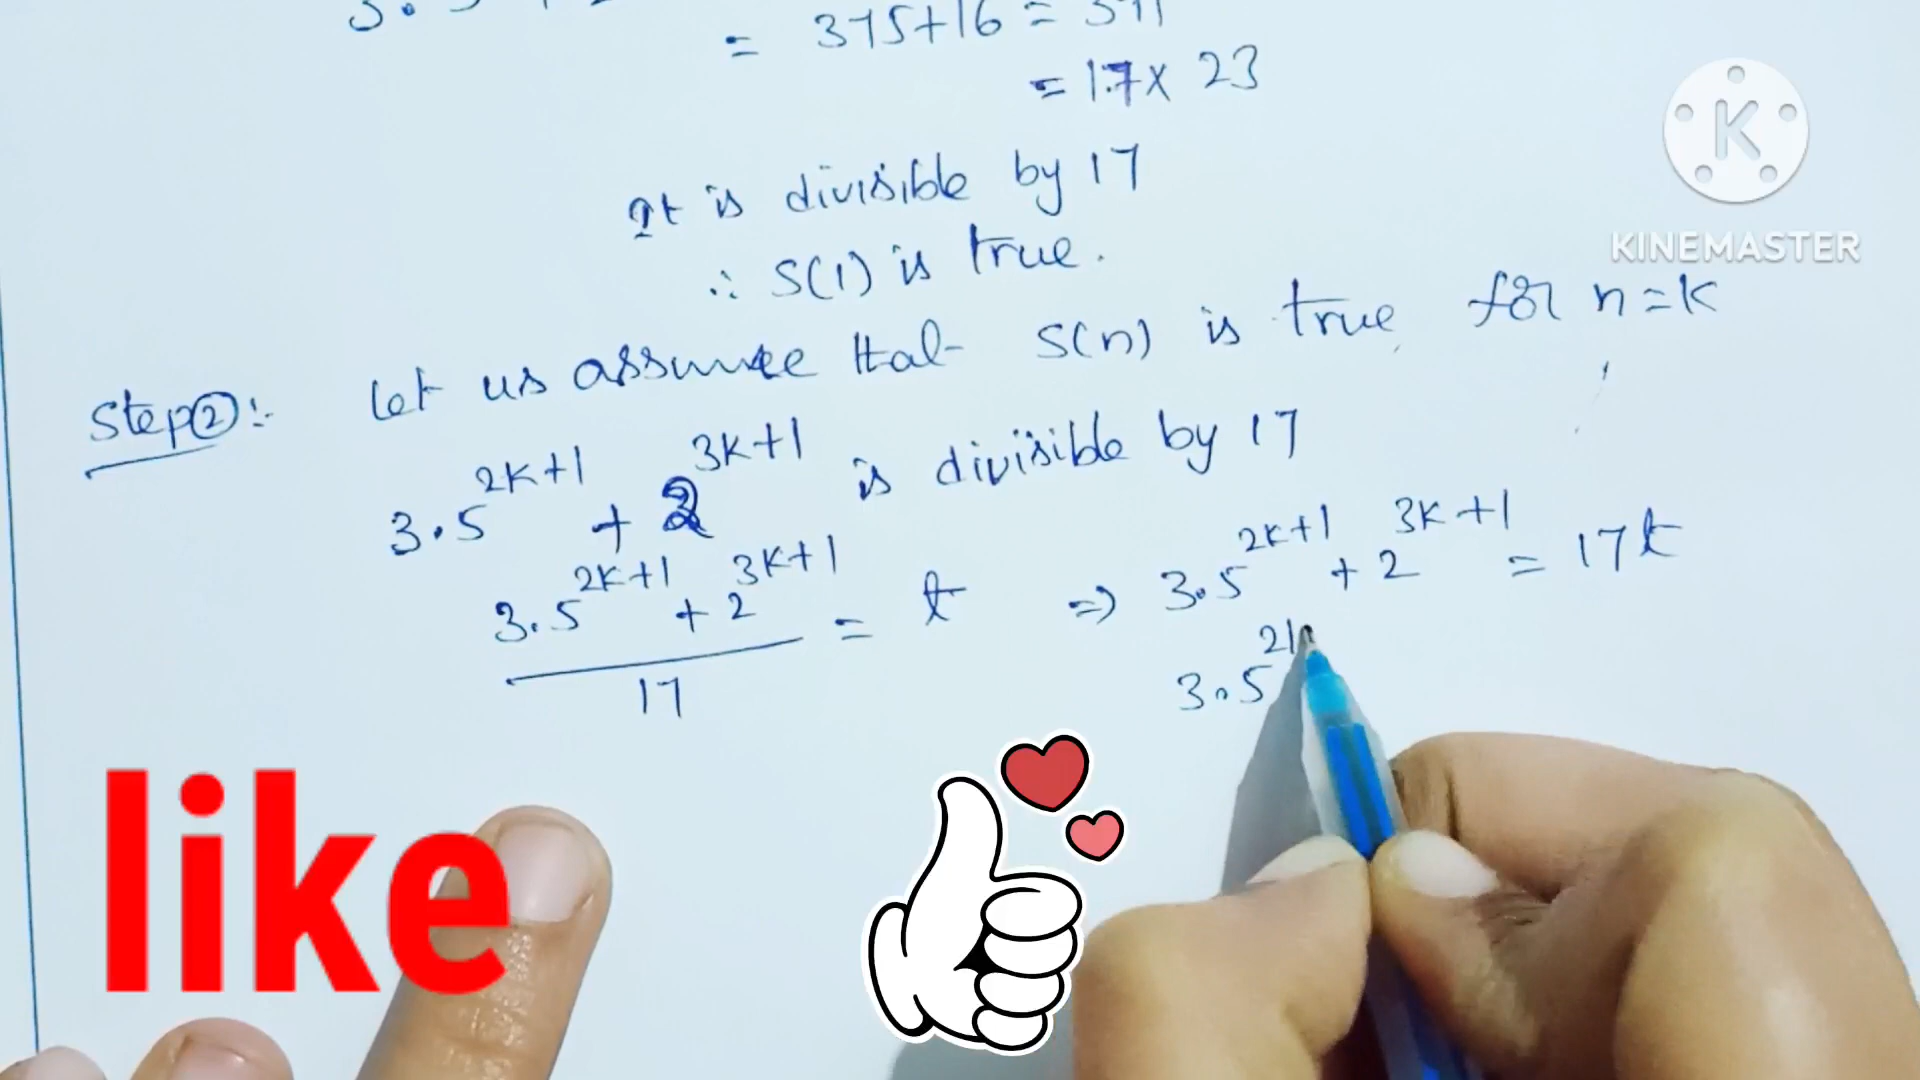 = 375+16 = 391
= 17 x 23
It is divisible by 17
∴ S(1) is true.
Step②:- Let us assume that S(n) is true for n=k
3.5^2k+1 + 2^3k+1 is divisible by 17
3.5^2k+1 + 2^3k+1 / 17 = t ⇒ 3.5^2k+1 + 2^3k+1 = 17t
3.5^2k
K
KINEMASTER
like